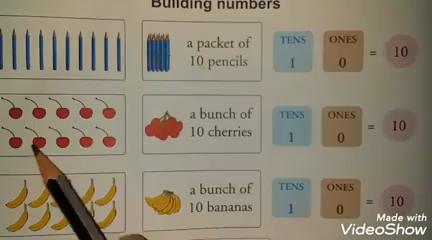 Building numbers
a packet of
10 pencils
TENS ONES
1 0 = 10
a bunch of
10 cherries
TENS ONES
1 0 = 10
a bunch of
10 bananas
TENS ONES
1 0 = 10
Made with
VideoShow